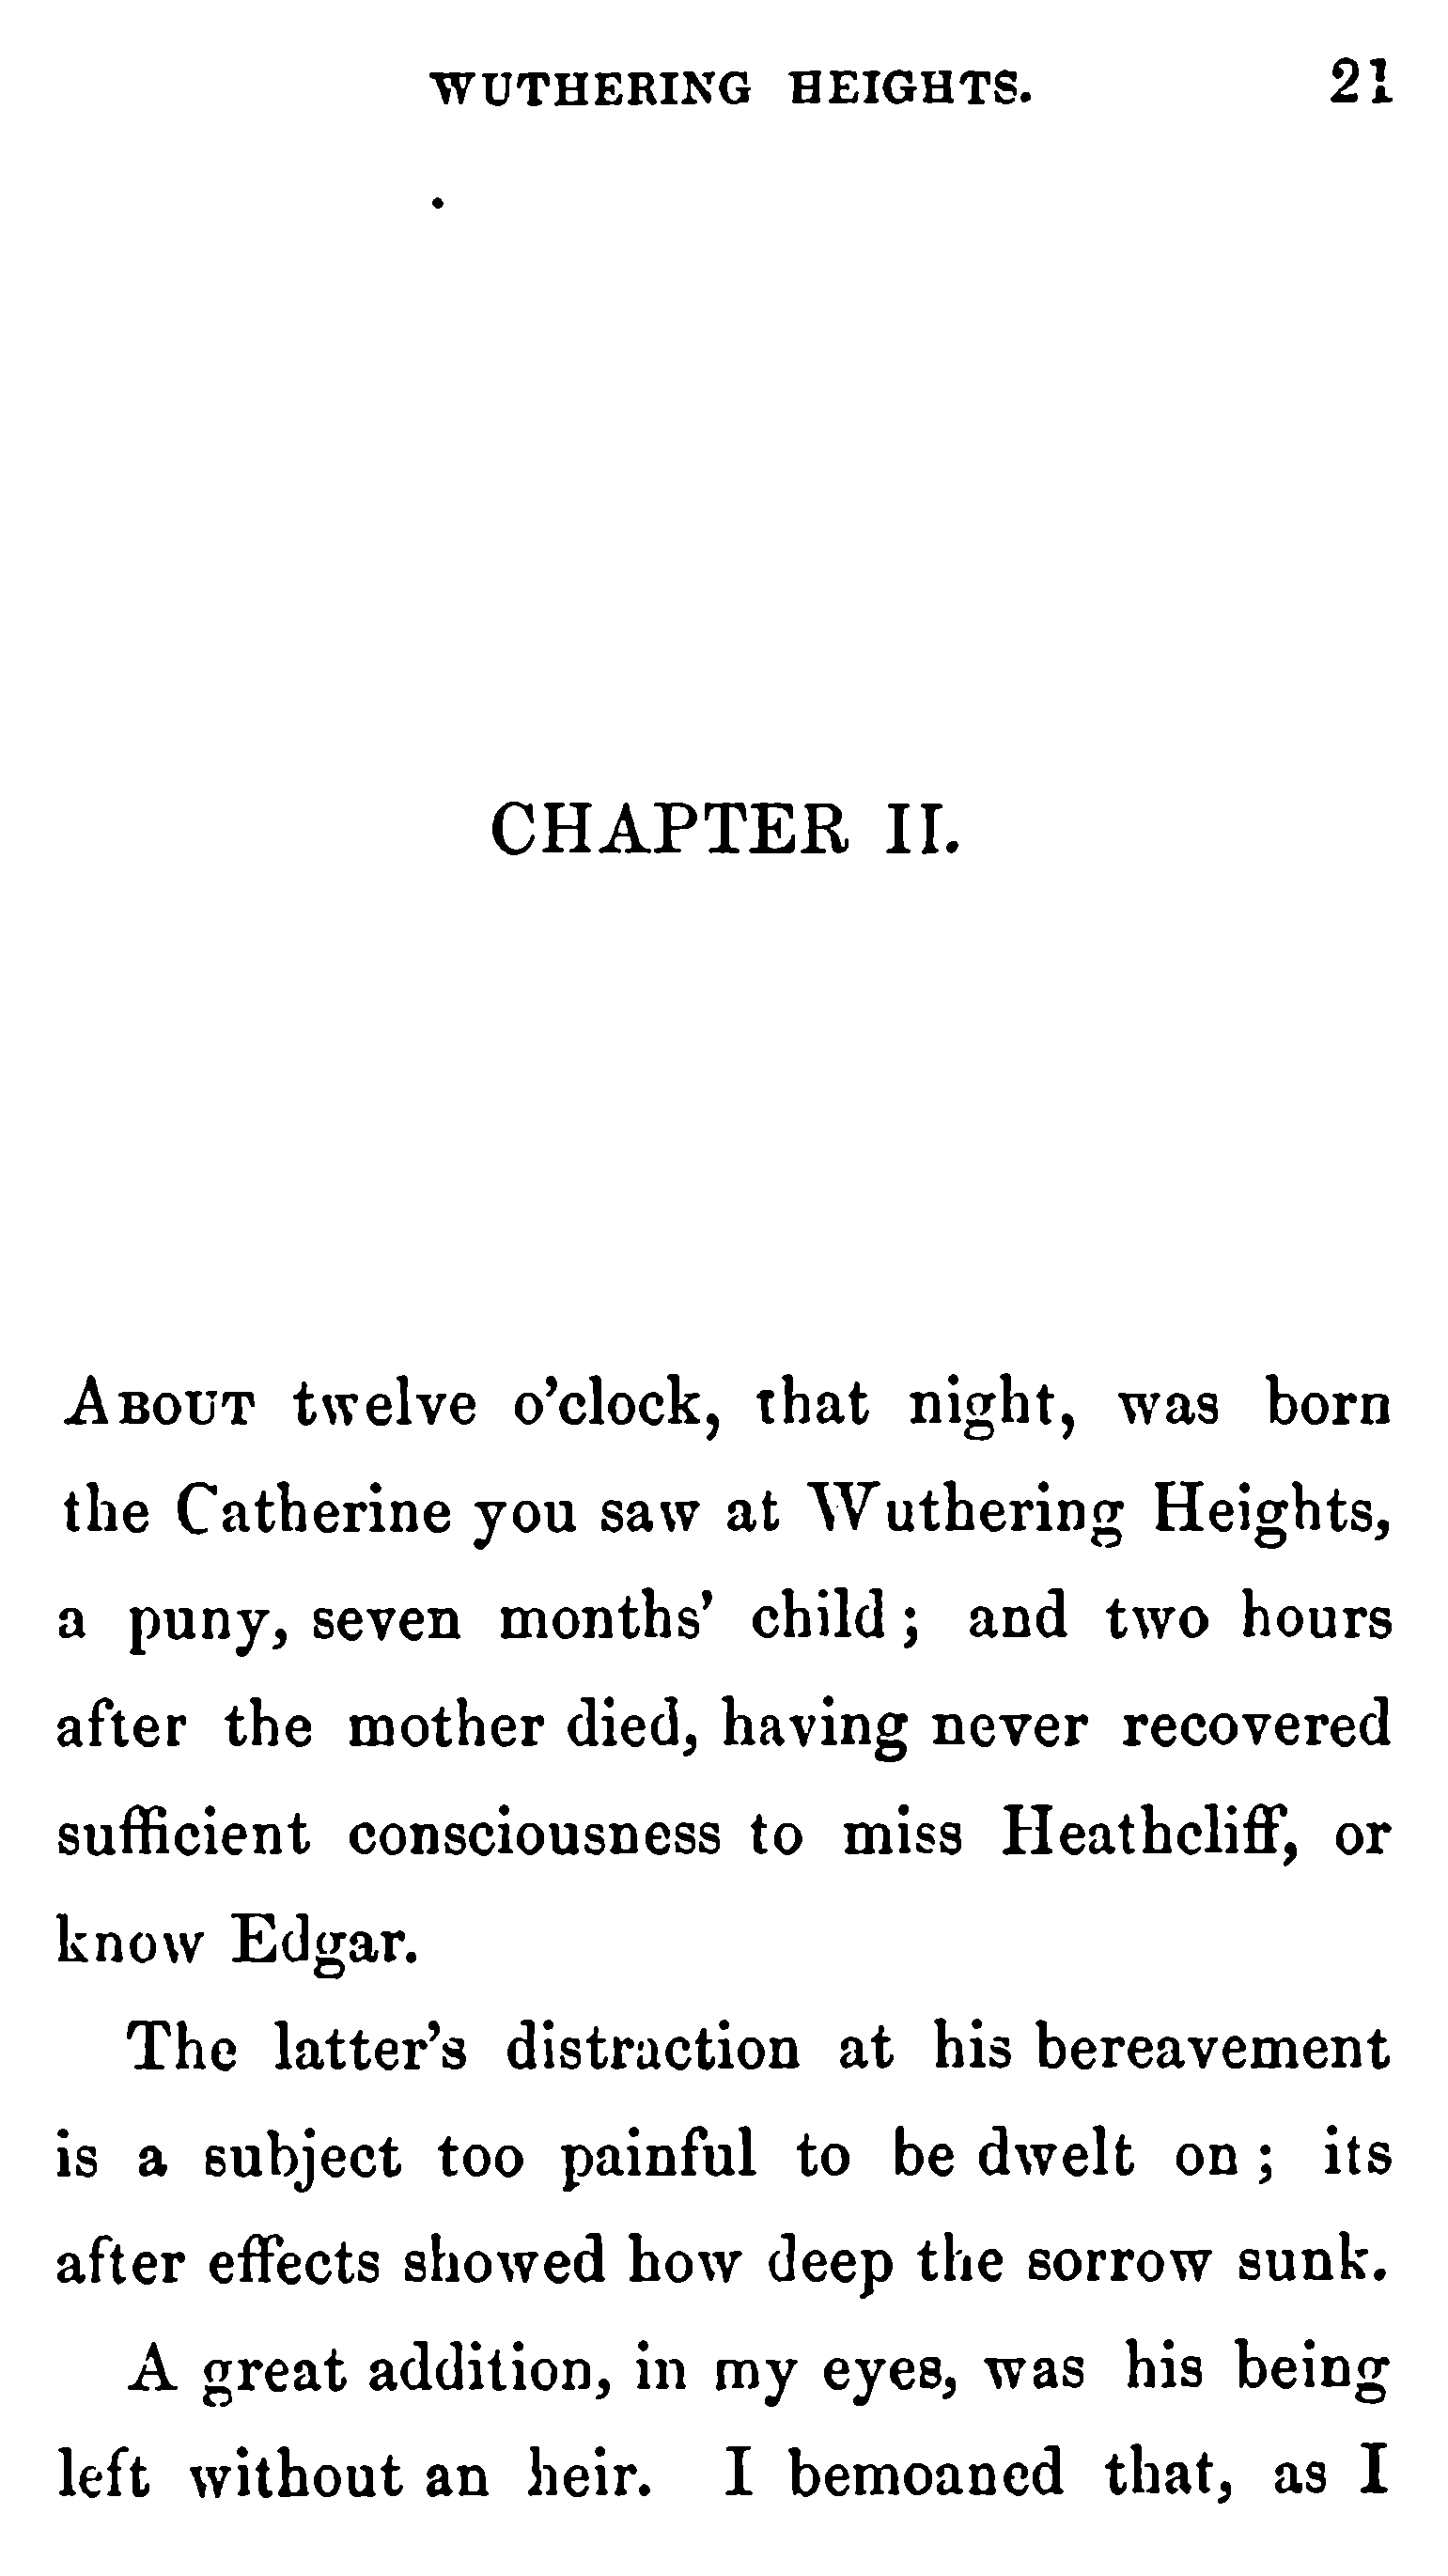 WUTHERING HEIGHTS. 21
CHAPTER II.
ABOUT twelve o'clock, that night, was born
the Catherine you saw at Wuthering Heights,
a puny, seven months' child; and two hours
after the mother died, having never recovered
sufficient consciousness to miss Heathcliff, or
know Edgar.
The latter's distraction at his bereavement
is a subject too painful to be dwelt on; its
after effects showed how deep the sorrow sunk.
A great addition, in my eyes, was his being
left without an heir. I bemoaned that, as I